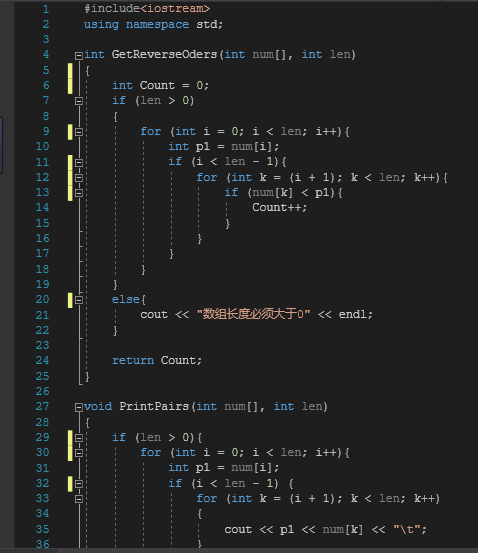 1 #include<iostream>
2 using namespace std;
3
4 int GetReverseOders(int num[], int len)
5 {
6 int Count = 0;
7 if (len > 0)
8 {
9 for (int i = 0; i < len; i++){
10 int p1 = num[i];
11 if (i < len - 1){
12 for (int k = (i + 1); k < len; k++){
13 if (num[k] < p1){
14 Count++;
15 }
16 }
17 }
18 }
19 }
20 else{
21 cout << "数组长度必须大于0" << endl;
22 }
23
24 return Count;
25 }
26
27 void PrintPairs(int num[], int len)
28 {
29 if (len > 0){
30 for (int i = 0; i < len; i++){
31 int p1 = num[i];
32 if (i < len - 1) {
33 for (int k = (i + 1); k < len; k++)
34 {
35 cout << p1 << num[k] << "\t";
36 }